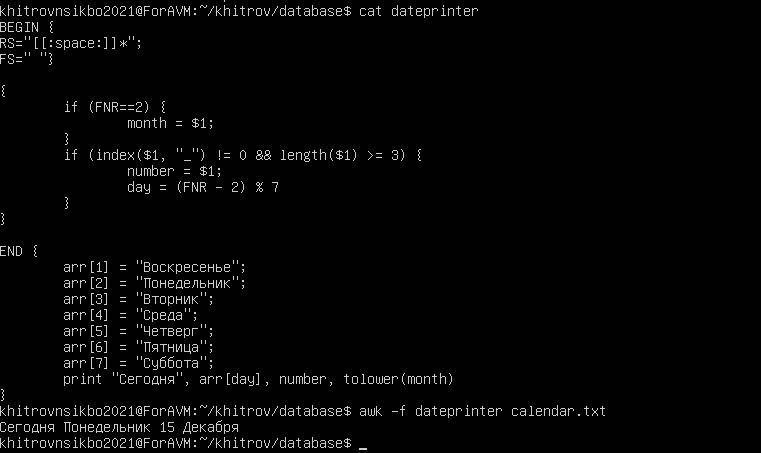 khitrovnsikbo2021@ForAVM:~/khitrov/database$ cat dateprinter
BEGIN {
RS="[[:space:]]*";
FS=" "}
{
if (FNR==2) {
month = $1;
}
if (index($1, "_") != 0 && length($1) >= 3) {
number = $1;
day = (FNR - 2) % 7
}
}
END {
arr[1] = "Воскресенье";
arr[2] = "Понедельник";
arr[3] = "Вторник";
arr[4] = "Среда";
arr[5] = "Четверг";
arr[6] = "Пятница";
arr[7] = "Суббота";
print "Сегодня", arr[day], number, tolower(month)
}
khitrovnsikbo2021@ForAVM:~/khitrov/database$ awk -f dateprinter calendar.txt
Сегодня Понедельник 15 Декабря
khitrovnsikbo2021@ForAVM:~/khitrov/database$ _